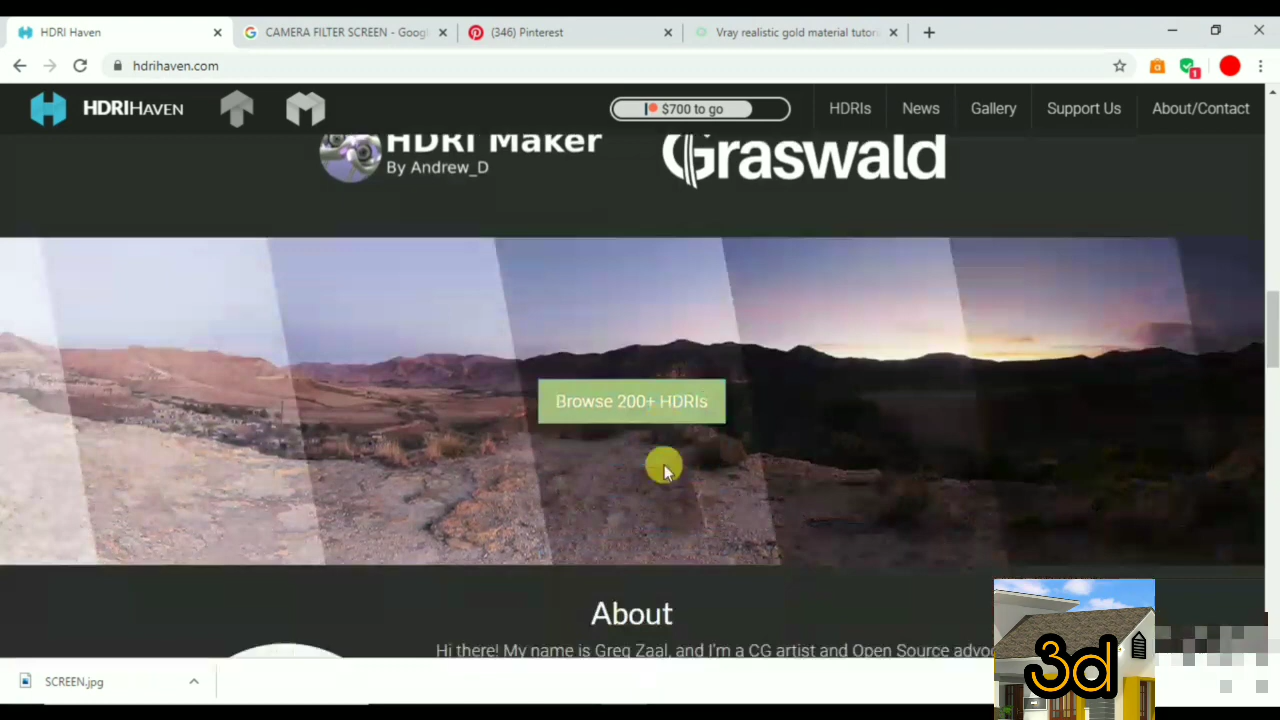 HDRI Haven
CAMERA FILTER SCREEN - Goog
(346) Pinterest
Vray realistic gold material tutor
hdrihaven.com
1
HDRIHAVEN
$700 to go
HDRIs
News
Gallery
Support Us
About/Contact
HDRI Maker
By Andrew_D
Graswald
Browse 200+ HDRIs
About
Hi there! My name is Greg Zaal, and I'm a CG artist and Open Source advo
SCREEN.jpg
3d